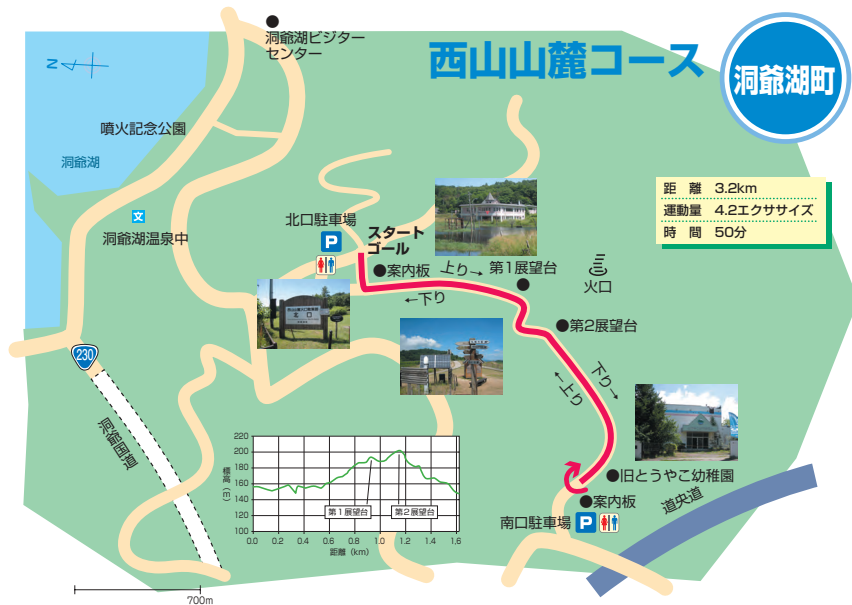 西山山麓コース
洞爺湖町
距離 3.2km
運動量 4.2エクササイズ
時間 50分
洞爺湖ビジター
センター
N
噴火記念公園
洞爺湖
文
洞爺湖温泉中
北口駐車場
P
スタート
ゴール
●案内板
上り→
第1展望台
火口
←下り
北口
●第2展望台
下り→
←上り
230
洞爺国道
●旧とうやこ幼稚園
●案内板
南口駐車場 P
道央道
標高(m)
220
200
180
160
140
120
100
第1展望台
第2展望台
0.0 0.2 0.4 0.6 0.8 1.0 1.2 1.4 1.6
距離(km)
700m